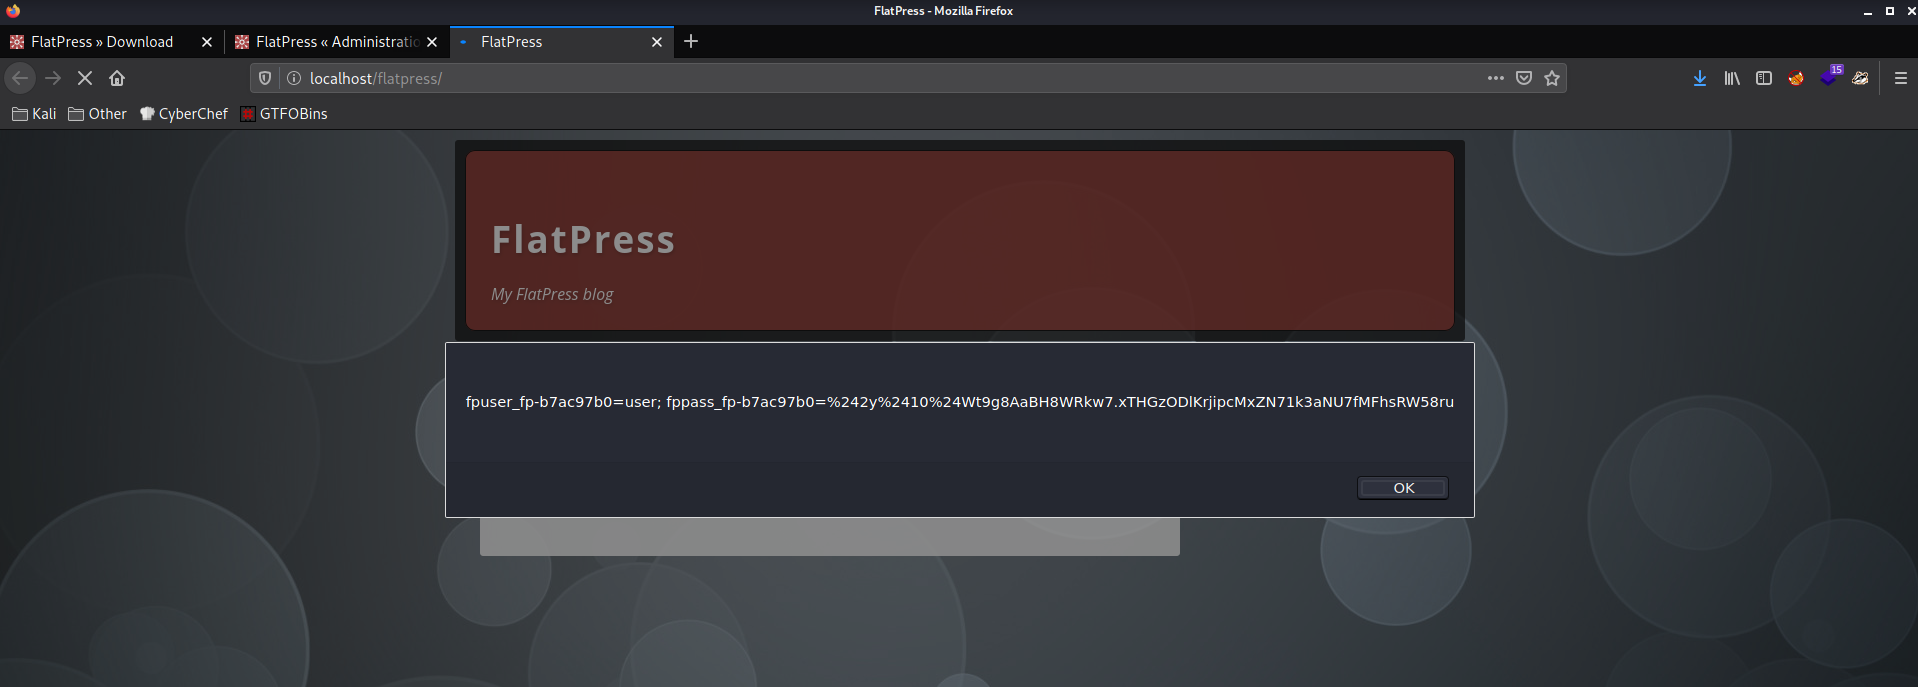 FlatPress - Mozilla Firefox
FlatPress » Download
FlatPress « Administratio
FlatPress
localhost/flatpress/
15
Kali
Other
CyberChef
GTFOBins
FlatPress
My FlatPress blog
fpuser_fp-b7ac97b0=user; fppass_fp-b7ac97b0=%242y%2410%24Wt9g8AaBH8WRkw7.xTHGzODlKrjipcMxZN71k3aNU7fMFhsRW58ru
OK